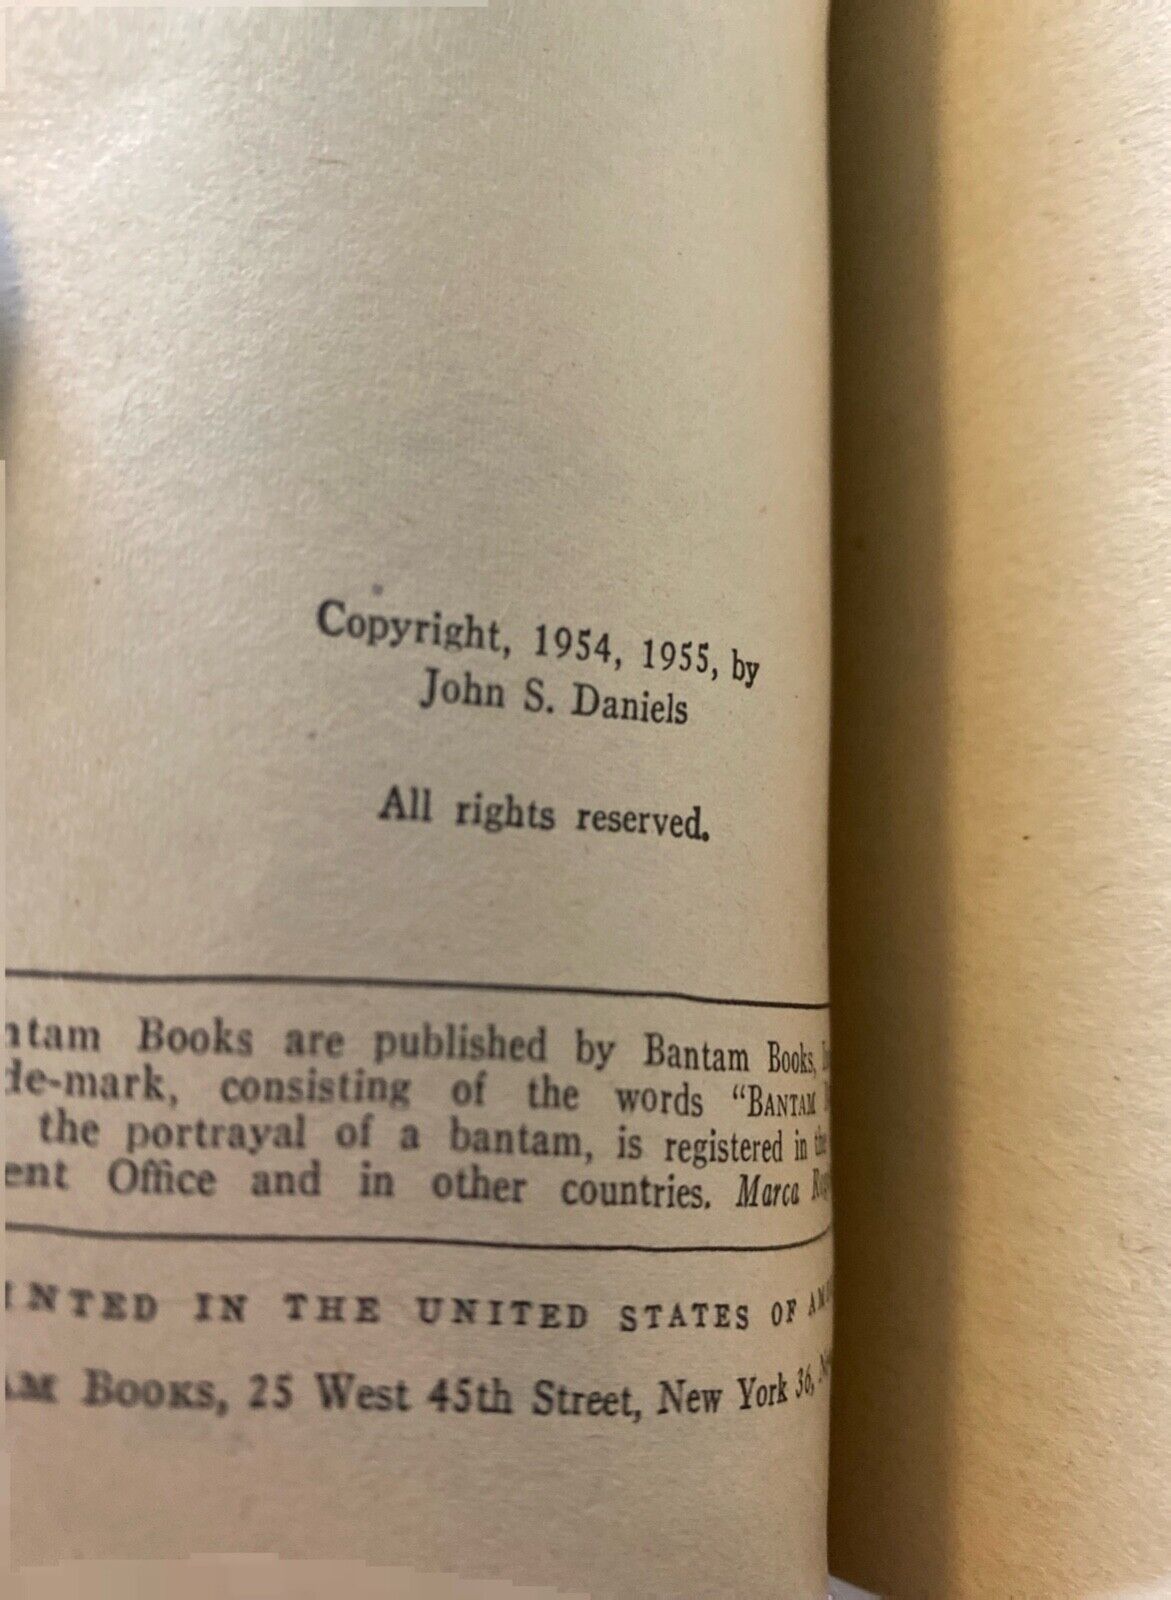 Copyright, 1954, 1955, by
John S. Daniels
All rights reserved.
ntam Books are published by Bantam Books,
de-mark, consisting of the words "BANTAM
the portrayal of a bantam, is registered in the
ent Office and in other countries. Marca
INTED IN THE UNITED STATES OF
AM BOOKS, 25 West 45th Street, New York 36,